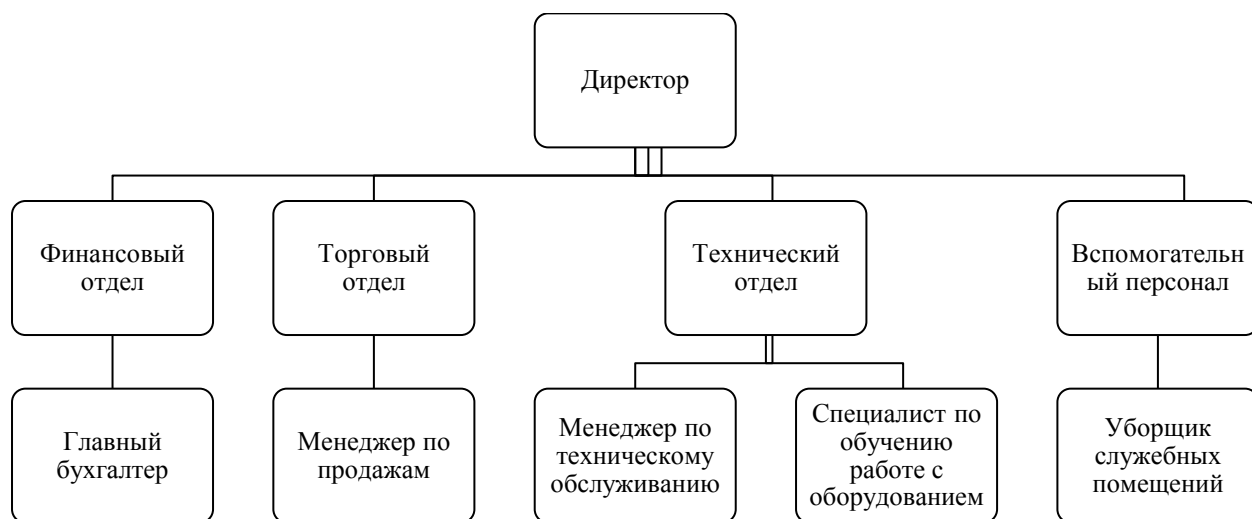 Директор
Финансовый
отдел
Торговый
отдел
Технический
отдел
Вспомогательн
ый персонал
Главный
бухгалтер
Менеджер по
продажам
Менеджер по
техническому
обслуживанию
Специалист по
обучению
работе с
оборудованием
Уборщик
служебных
помещений